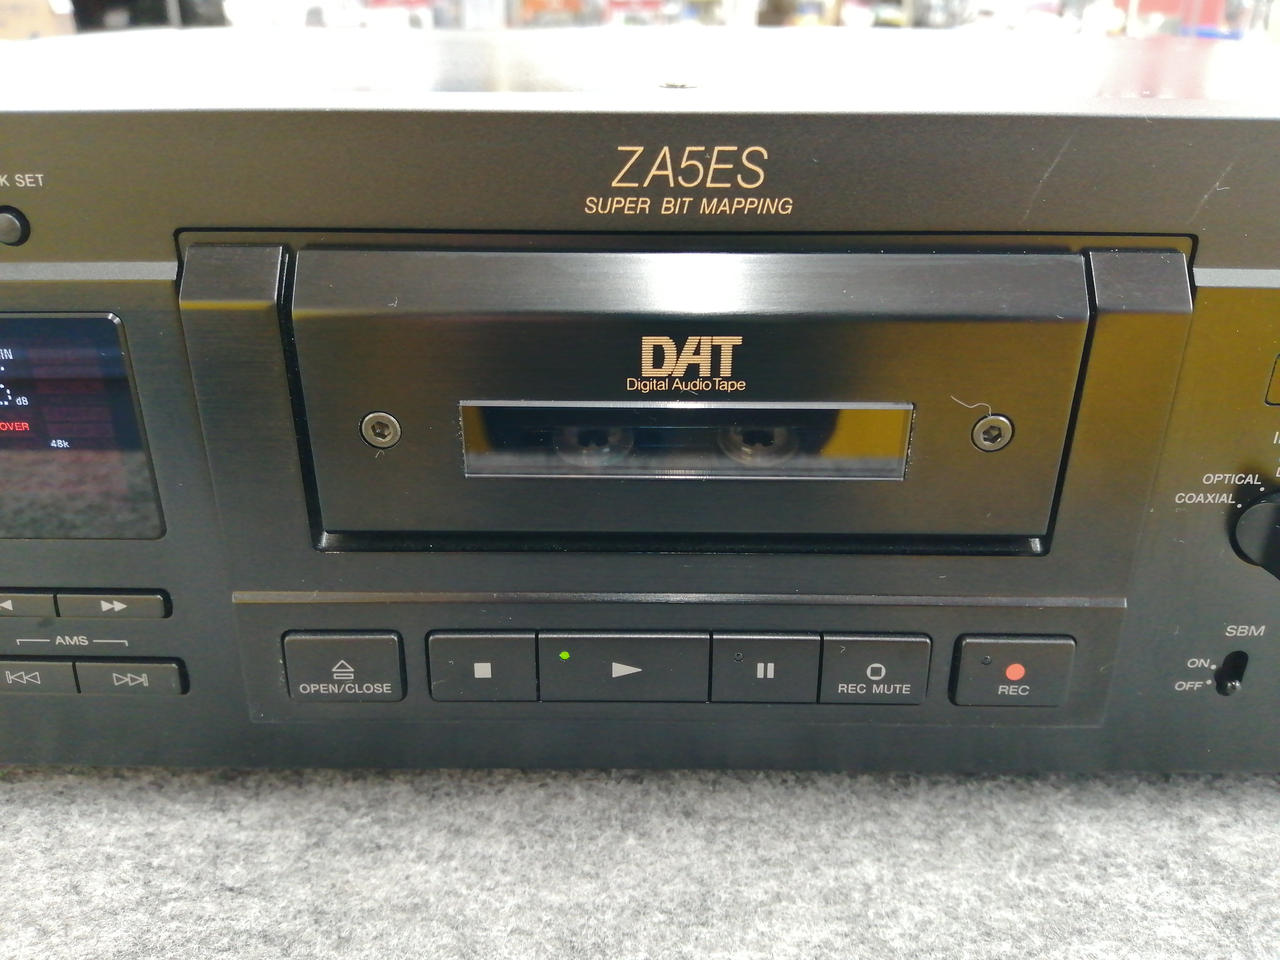 ZA5ES
SUPER BIT MAPPING
K SET
DAT
Digital Audio Tape
IN
dB
OVER
48k
OPTICAL
COAXIAL
AMS
OPEN/CLOSE
REC MUTE
REC
SBM
ON
OFF